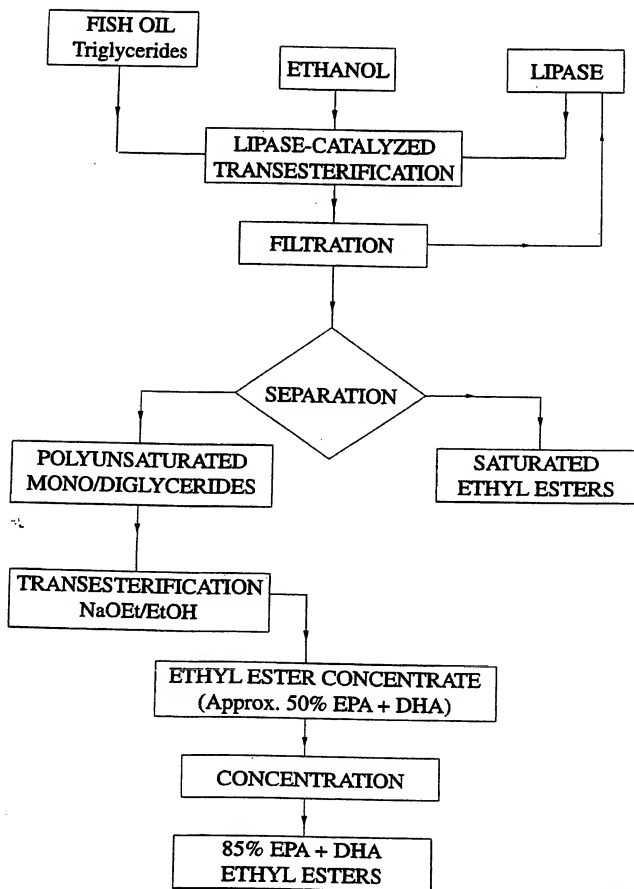 FISH OIL
Triglycerides
ETHANOL
LIPASE
LIPASE-CATALYZED
TRANSESTERIFICATION
FILTRATION
SEPARATION
POLYUNSATURATED
MONO/DIGLYCERIDES
SATURATED
ETHYL ESTERS
TRANSESTERIFICATION
NaOEt/EtOH
ETHYL ESTER CONCENTRATE
(Approx. 50% EPA + DHA)
CONCENTRATION
85% EPA + DHA
ETHYL ESTERS